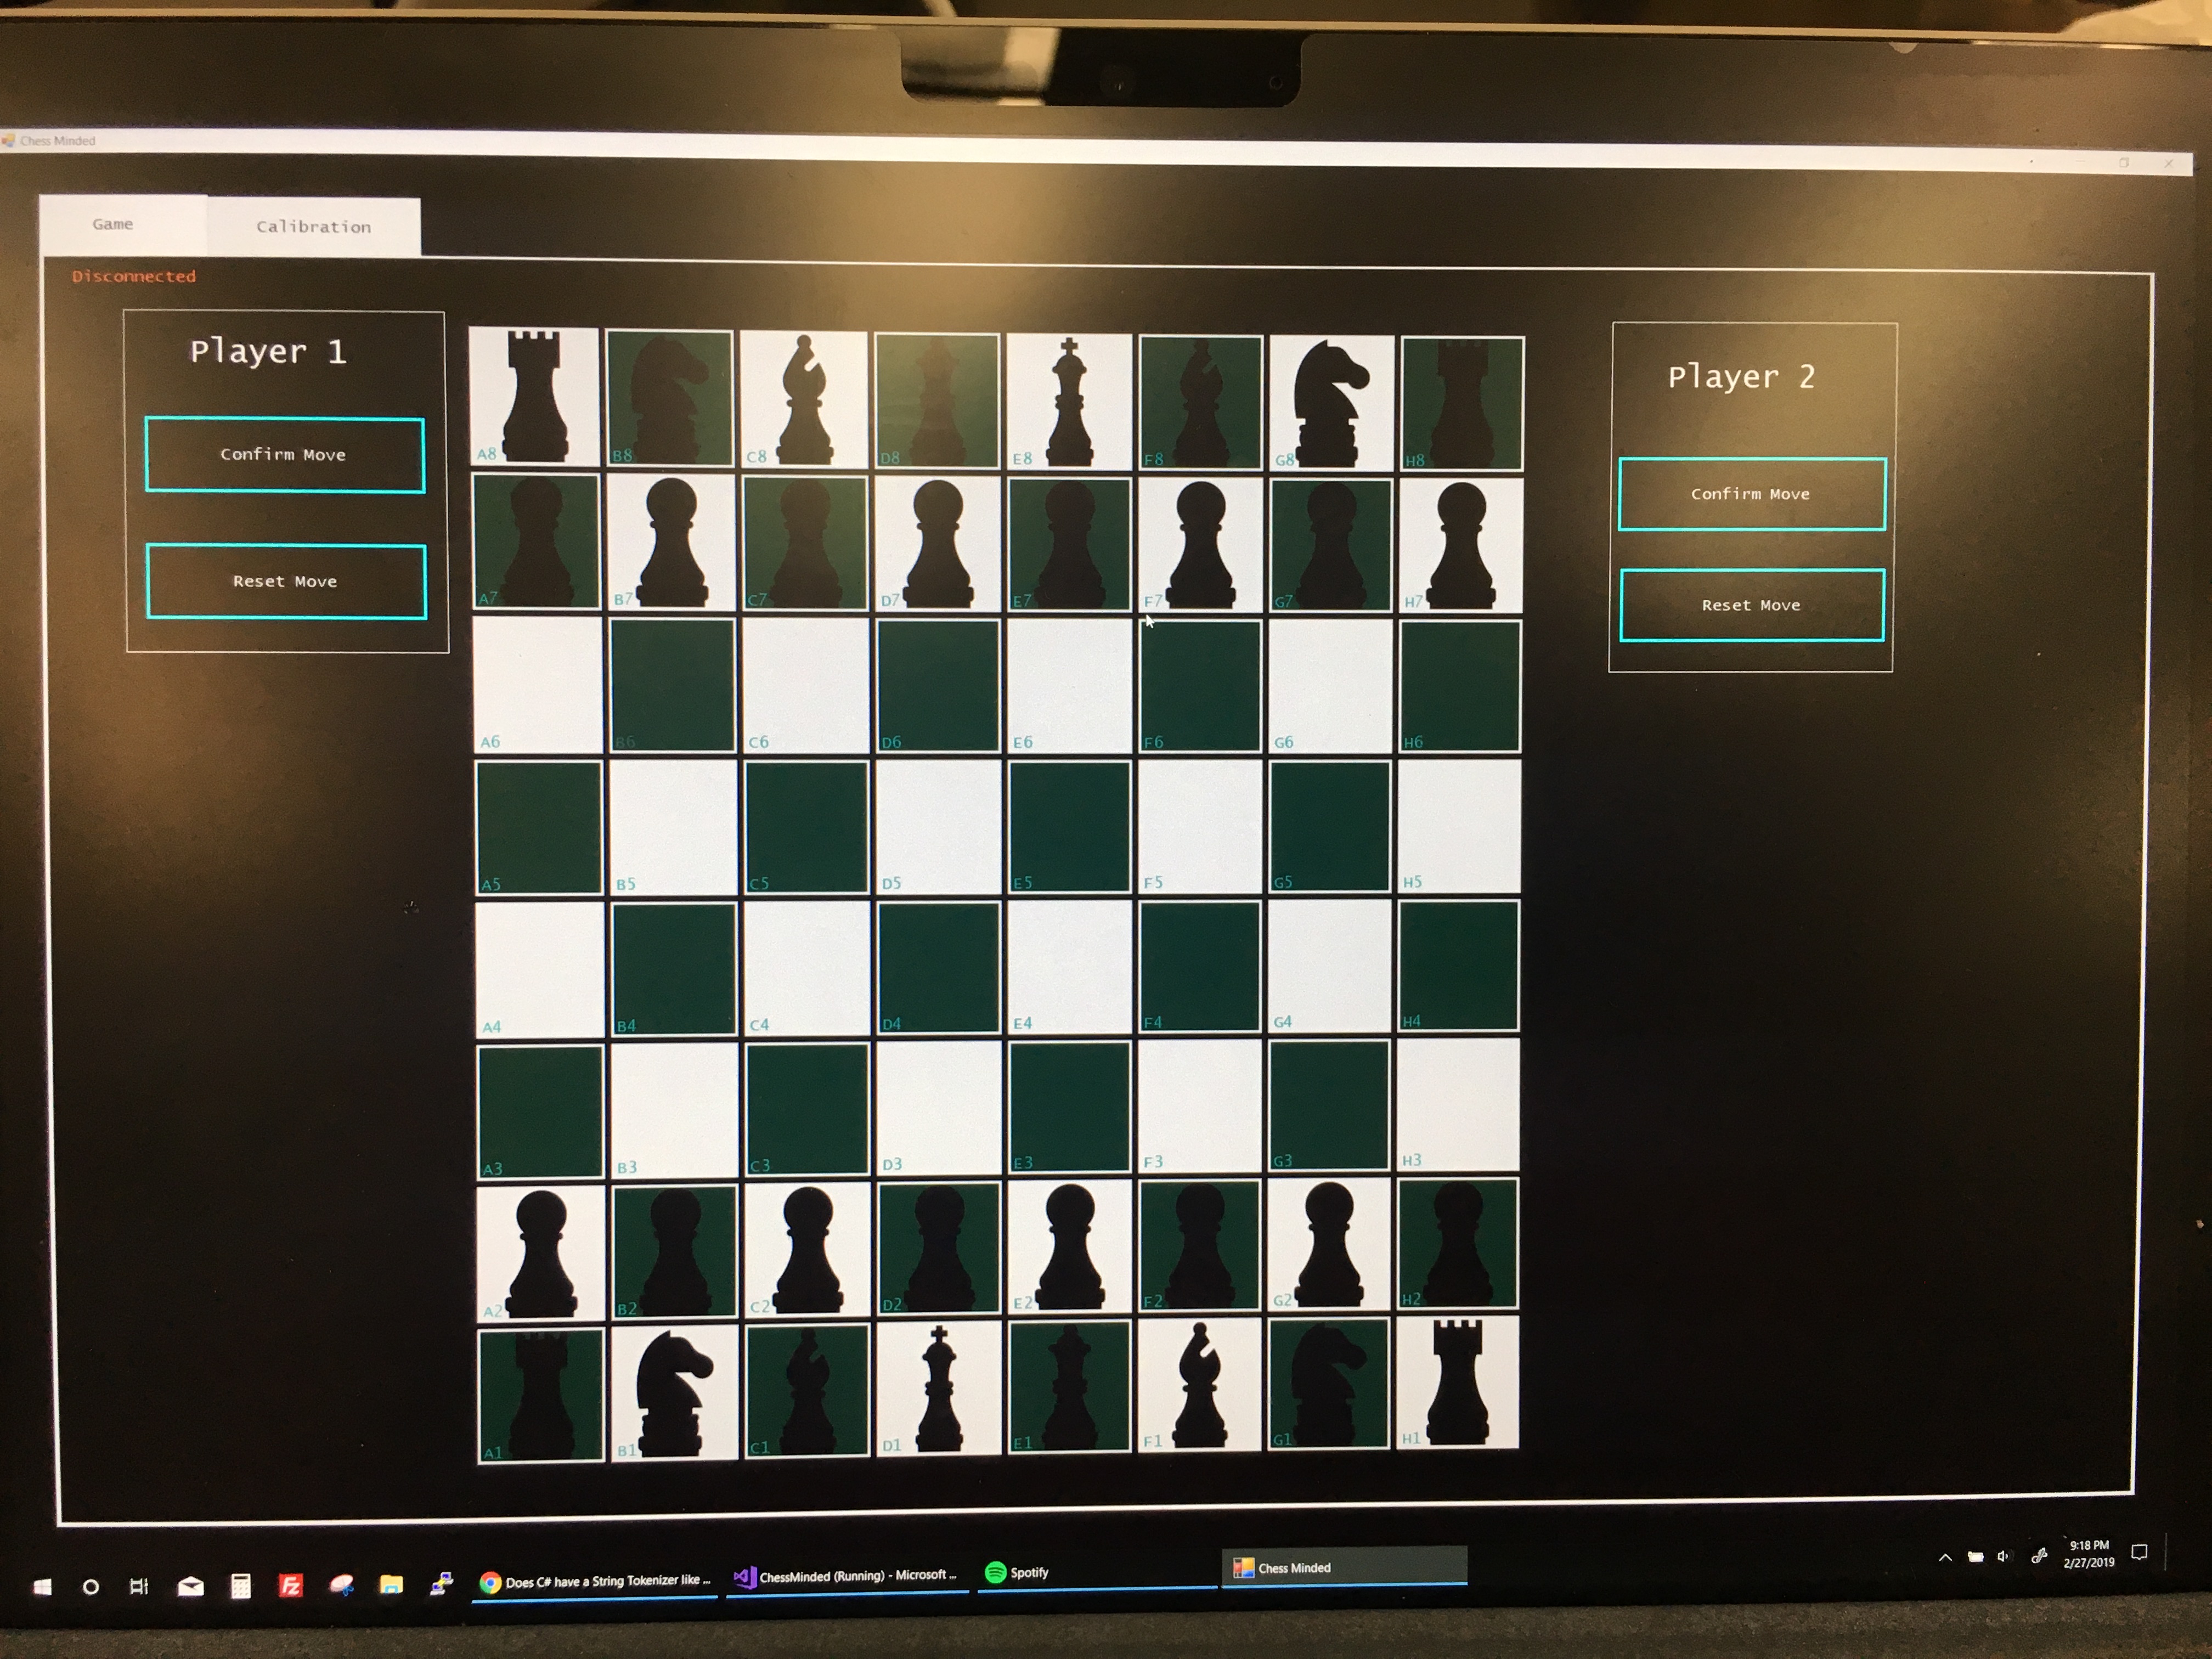 Chess Minded
Game
Calibration
Disconnected
Player 1
Confirm Move
Reset Move
Player 2
Confirm Move
Reset Move
A8 B8 C8 D8 E8 F8 G8 H8
A7 B7 C7 D7 E7 F7 G7 H7
A6 B6 C6 D6 E6 F6 G6 H6
A5 B5 C5 D5 E5 F5 G5 H5
A4 B4 C4 D4 E4 F4 G4 H4
A3 B3 C3 D3 E3 F3 G3 H3
A2 B2 C2 D2 E2 F2 G2 H2
A1 B1 C1 D1 E1 F1 G1 H1
FZ
Does C# have a String Tokenizer like ...
ChessMinded (Running) - Microsoft ...
Spotify
Chess Minded
9:18 PM
2/27/2019